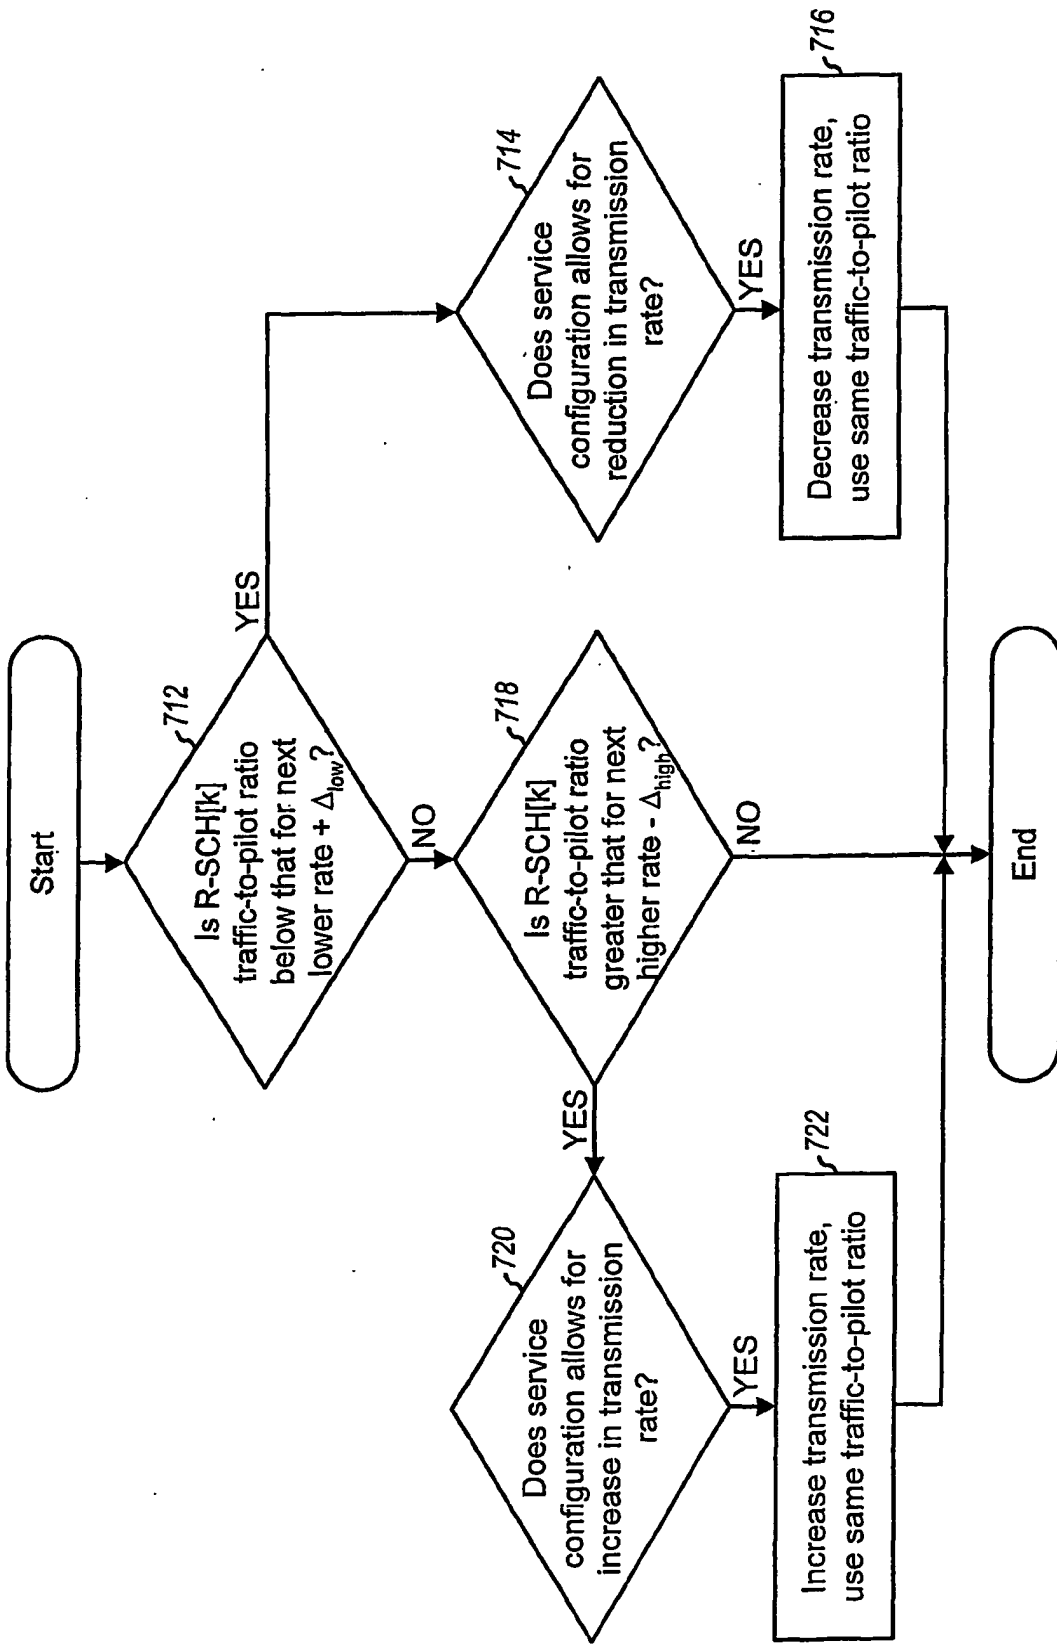 Start
712
Is R-SCH[k]
traffic-to-pilot ratio
below that for next
lower rate + Δlow?
YES
NO
714
Does service
configuration allows for
reduction in transmission
rate?
YES
716
Decrease transmission rate,
use same traffic-to-pilot ratio
718
Is R-SCH[k]
traffic-to-pilot ratio
greater that for next
higher rate - Δhigh?
YES
NO
720
Does service
configuration allows for
increase in transmission
rate?
YES
722
Increase transmission rate,
use same traffic-to-pilot ratio
End